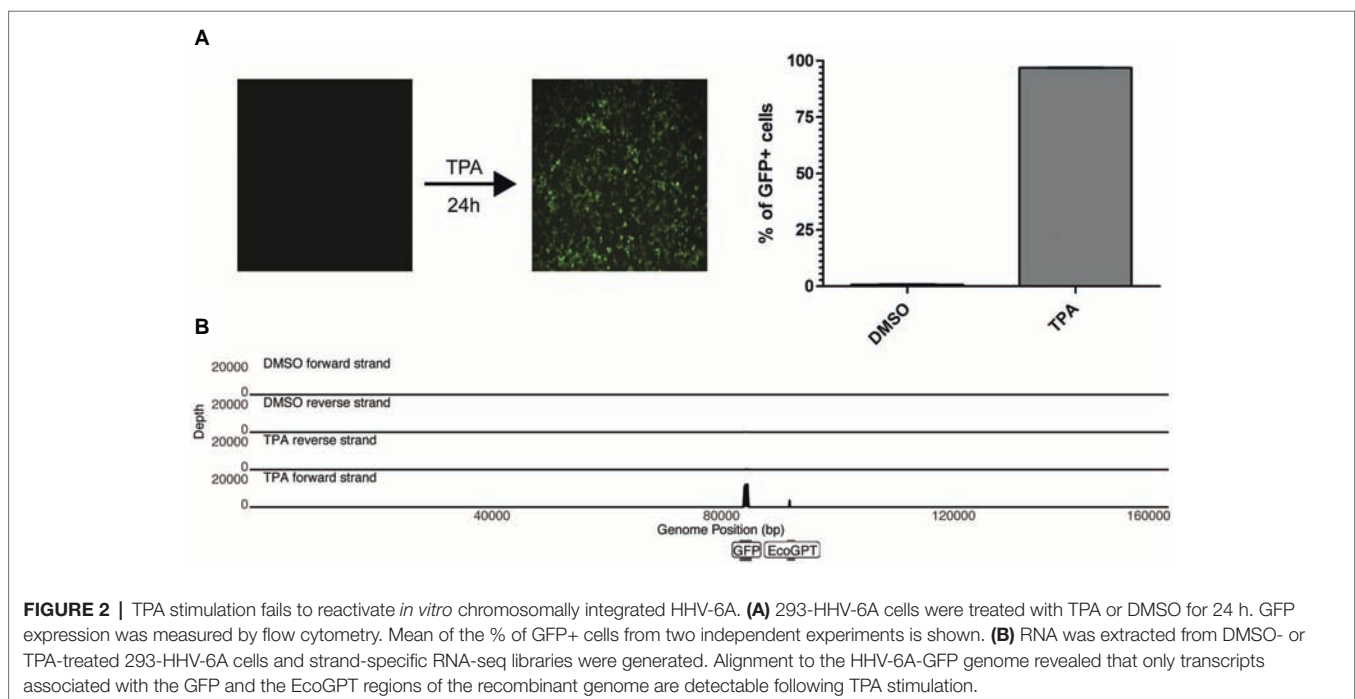 A
TPA
24h
% of GFP+ cells
100
75
50
25
0
DMSO
TPA
B
Depth
20000 DMSO forward strand
0
20000 DMSO reverse strand
0
20000 TPA reverse strand
0
20000 TPA forward strand
0
40000 80000 120000 160000
Genome Position (bp)
GFP EcoGPT
FIGURE 2 | TPA stimulation fails to reactivate in vitro chromosomally integrated HHV-6A. (A) 293-HHV-6A cells were treated with TPA or DMSO for 24 h. GFP
expression was measured by flow cytometry. Mean of the % of GFP+ cells from two independent experiments is shown. (B) RNA was extracted from DMSO- or
TPA-treated 293-HHV-6A cells and strand-specific RNA-seq libraries were generated. Alignment to the HHV-6A-GFP genome revealed that only transcripts
associated with the GFP and the EcoGPT regions of the recombinant genome are detectable following TPA stimulation.